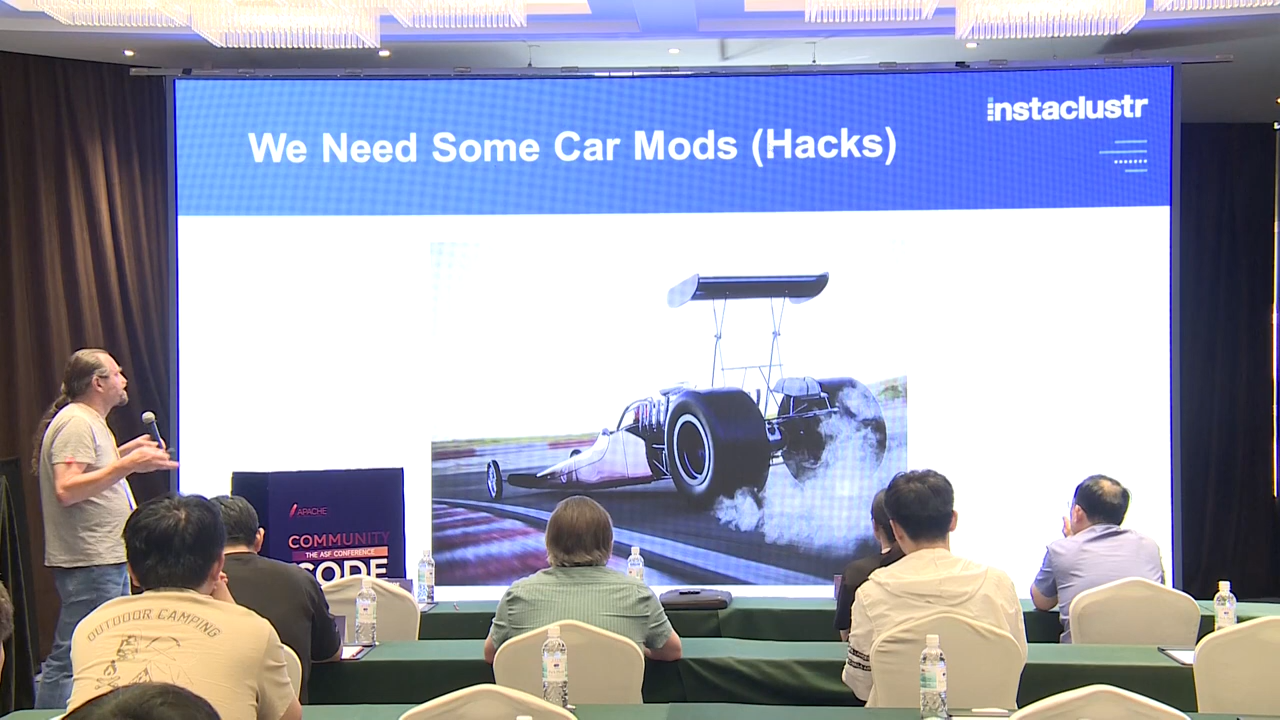 instaclustr
We Need Some Car Mods (Hacks)
APACHE
COMMUNITY
THE ASF CONFERENCE
CODE
OUTDOOR CAMPING